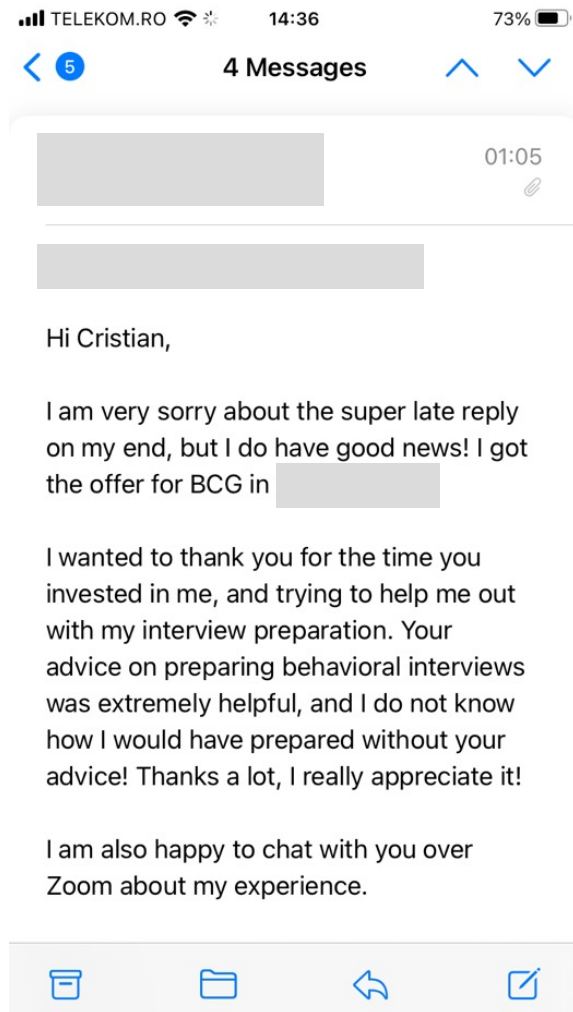 TELEKOM.RO 14:36 73%
5 4 Messages
01:05
Hi Cristian,
I am very sorry about the super late reply
on my end, but I do have good news! I got
the offer for BCG in
I wanted to thank you for the time you
invested in me, and trying to help me out
with my interview preparation. Your
advice on preparing behavioral interviews
was extremely helpful, and I do not know
how I would have prepared without your
advice! Thanks a lot, I really appreciate it!
I am also happy to chat with you over
Zoom about my experience.